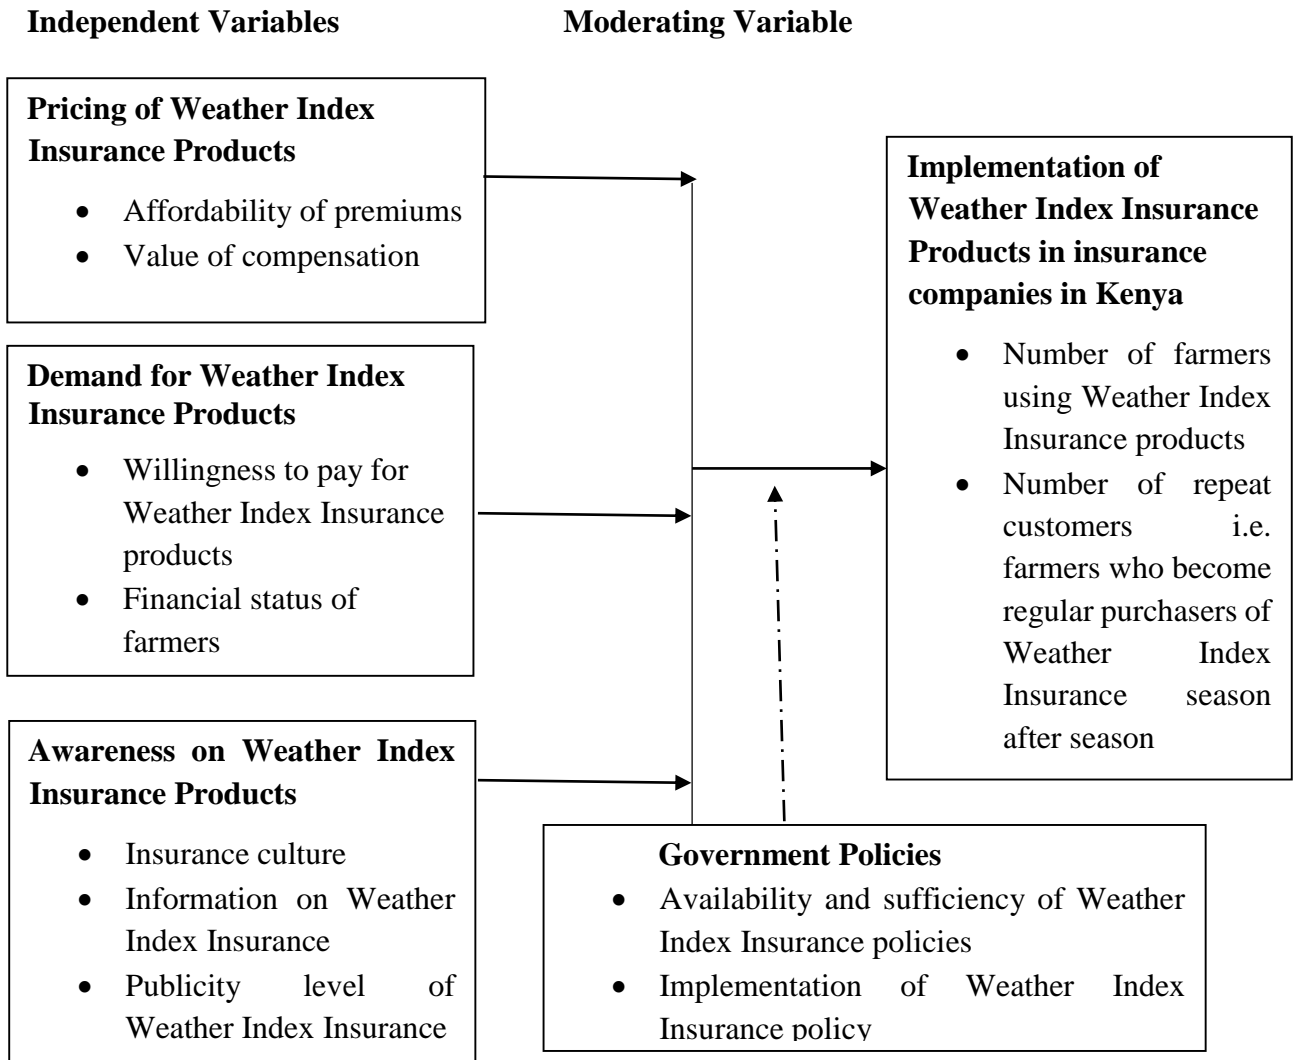 Independent Variables
Moderating Variable
Pricing of Weather Index
Insurance Products
• Affordability of premiums
• Value of compensation
Demand for Weather Index
Insurance Products
• Willingness to pay for
Weather Index Insurance
products
• Financial status of
farmers
Awareness on Weather Index
Insurance Products
• Insurance culture
• Information on Weather
Index Insurance
• Publicity level of
Weather Index Insurance
Government Policies
• Availability and sufficiency of Weather
Index Insurance policies
• Implementation of Weather Index
Insurance policy
Implementation of
Weather Index Insurance
Products in insurance
companies in Kenya
• Number of farmers
using Weather Index
Insurance products
• Number of repeat
customers i.e.
farmers who become
regular purchasers of
Weather Index
Insurance season
after season